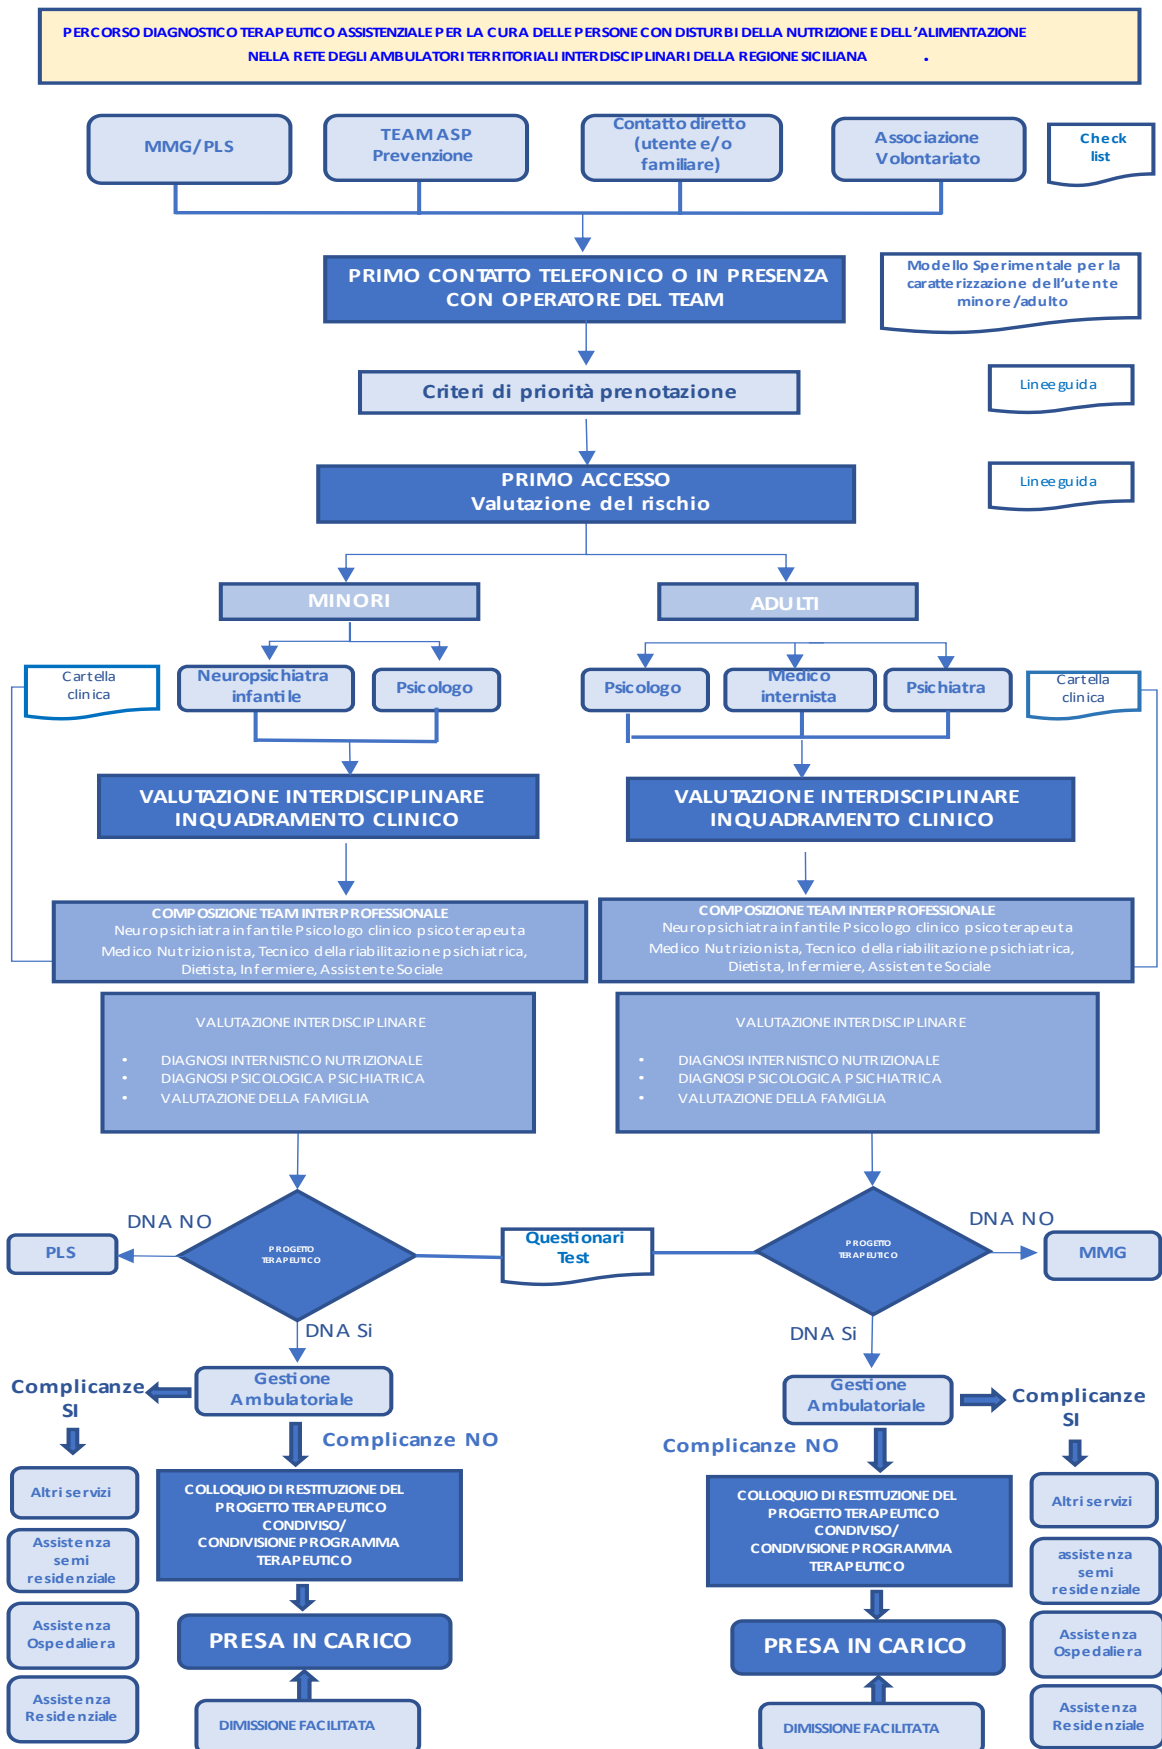 PERCORSO DIAGNOSTICO TERAPEUTICO ASSISTENZIALE PER LA CURA DELLE PERSONE CON DISTURBI DELLA NUTRIZIONE E DELL'ALIMENTAZIONE
NELLA RETE DEGLI AMBULATORI TERRITORIALI INTERDISCIPLINARI DELLA REGIONE SICILIANA .
MMG/PLS
TEAM ASP
Prevenzione
Contatto diretto
(utente e/o
familiare)
Associazione
Volontariato
Check
list
PRIMO CONTATTO TELEFONICO O IN PRESENZA
CON OPERATORE DEL TEAM
Modello Sperimentale per la
caratterizzazione dell'utente
minore/adulto
Criteri di priorità prenotazione
Linee guida
PRIMO ACCESSO
Valutazione del rischio
Linee guida
MINORI
ADULTI
Cartella
clinica
Neuropsichiatra
infantile
Psicologo
Psicologo
Medico
internista
Psichiatra
Cartella
clinica
VALUTAZIONE INTERDISCIPLINARE
INQUADRAMENTO CLINICO
VALUTAZIONE INTERDISCIPLINARE
INQUADRAMENTO CLINICO
COMPOSIZIONE TEAM INTERPROFESSIONALE
Neuropsichiatra infantile Psicologo clinico psicoterapeuta
Medico Nutrizionista, Tecnico della riabilitazione psichiatrica,
Dietista, Infermiere, Assistente Sociale
COMPOSIZIONE TEAM INTERPROFESSIONALE
Neuropsichiatra infantile Psicologo clinico psicoterapeuta
Medico Nutrizionista, Tecnico della riabilitazione psichiatrica,
Dietista, Infermiere, Assistente Sociale
VALUTAZIONE INTERDISCIPLINARE
• DIAGNOSI INTERNISTICO NUTRIZIONALE
• DIAGNOSI PSICOLOGICA PSICHIATRICA
• VALUTAZIONE DELLA FAMIGLIA
VALUTAZIONE INTERDISCIPLINARE
• DIAGNOSI INTERNISTICO NUTRIZIONALE
• DIAGNOSI PSICOLOGICA PSICHIATRICA
• VALUTAZIONE DELLA FAMIGLIA
DNA NO
PLS
PROGETTO
TERAPEUTICO
Questionari
Test
PROGETTO
TERAPEUTICO
DNA NO
MMG
DNA Si
DNA Si
Gestione
Ambulatoriale
Complicanze
SI
Complicanze NO
Gestione
Ambulatoriale
Complicanze
SI
Complicanze NO
Altri servizi
Assistenza
semi
residenziale
Assistenza
Ospedaliera
Assistenza
Residenziale
COLLOQUIO DI RESTITUZIONE DEL
PROGETTO TERAPEUTICO
CONDIVISO/
CONDIVISIONE PROGRAMMA
TERAPEUTICO
PRESA IN CARICO
DIMISSIONE FACILITATA
COLLOQUIO DI RESTITUZIONE DEL
PROGETTO TERAPEUTICO
CONDIVISO/
CONDIVISIONE PROGRAMMA
TERAPEUTICO
PRESA IN CARICO
DIMISSIONE FACILITATA
Altri servizi
assistenza
semi
residenziale
Assistenza
Ospedaliera
Assistenza
Residenziale